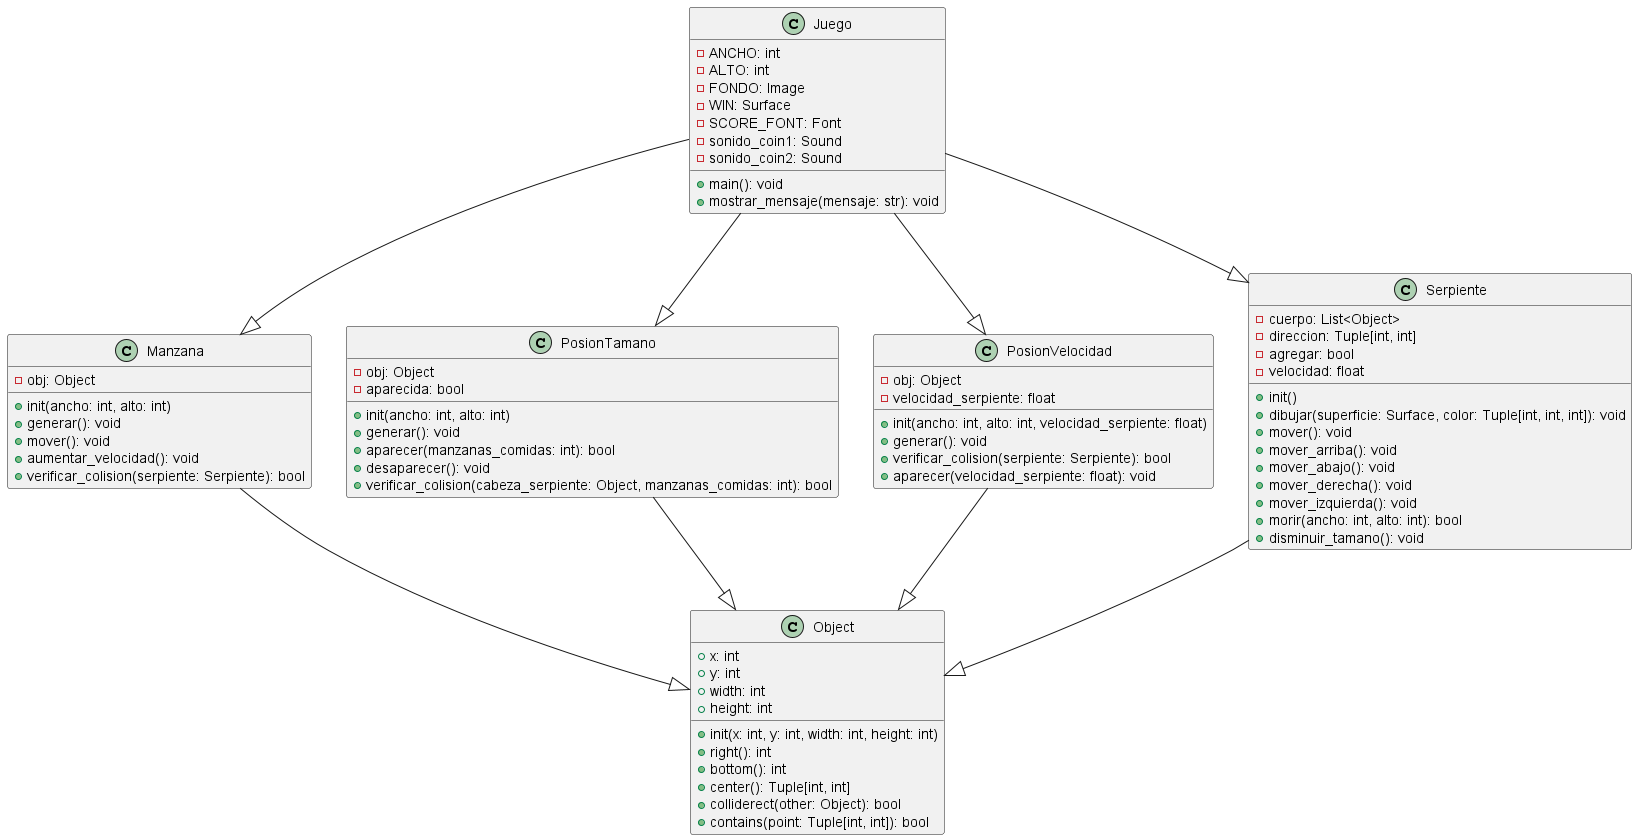 C Juego
ANCHO: int
ALTO: int
FONDO: Image
WIN: Surface
SCORE_FONT: Font
sonido_coin1: Sound
sonido_coin2: Sound
main(): void
mostrar_mensaje(mensaje: str): void
C Manzana
obj: Object
init(ancho: int, alto: int)
generar(): void
mover(): void
aumentar_velocidad(): void
verificar_colision(serpiente: Serpiente): bool
C PosionTamano
obj: Object
aparecida: bool
init(ancho: int, alto: int)
generar(): void
aparecer(manzanas_comidas: int): bool
desaparecer(): void
verificar_colision(cabeza_serpiente: Object, manzanas_comidas: int): bool
C PosionVelocidad
obj: Object
velocidad_serpiente: float
init(ancho: int, alto: int, velocidad_serpiente: float)
generar(): void
verificar_colision(serpiente: Serpiente): bool
aparecer(velocidad_serpiente: float): void
C Serpiente
cuerpo: List<Object>
direccion: Tuple[int, int]
agregar: bool
velocidad: float
init()
dibujar(superficie: Surface, color: Tuple[int, int, int]): void
mover(): void
mover_arriba(): void
mover_abajo(): void
mover_derecha(): void
mover_izquierda(): void
morir(ancho: int, alto: int): bool
disminuir_tamano(): void
C Object
x: int
y: int
width: int
height: int
init(x: int, y: int, width: int, height: int)
right(): int
bottom(): int
center(): Tuple[int, int]
colliderect(other: Object): bool
contains(point: Tuple[int, int]): bool